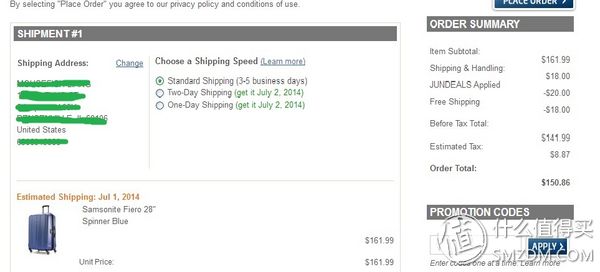 By selecting "Place Order" you agree to our privacy policy and conditions of use.
PLACE ORDER
SHIPMENT #1
Shipping Address:
Change
United States
Choose a Shipping Speed (Learn more)
Standard Shipping (3-5 business days)
Two-Day Shipping (get it July 2, 2014)
One-Day Shipping (get it July 2, 2014)
Estimated Shipping: Jul 1, 2014
Samsonite Fiero 28"
Spinner Blue
$161.99
Unit Price:
$161.99
ORDER SUMMARY
Item Subtotal:
$161.99
Shipping & Handling:
$18.00
JUNDEALS Applied
-$20.00
Free Shipping
-$18.00
Before Tax Total:
$141.99
Estimated Tax:
$8.87
Order Total:
$150.86
PROMOTION CODES
APPLY
Enter codes one at a time. Learn More
值 什么值得买
SMZDM.COM